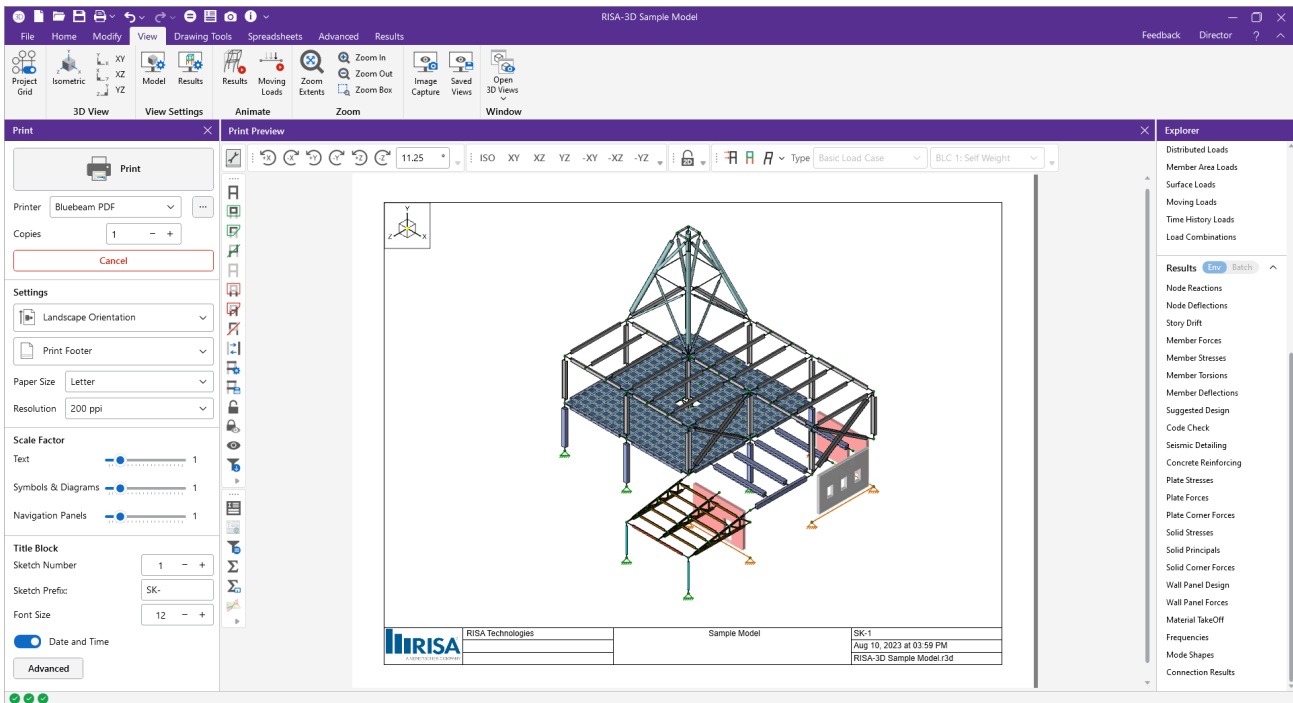 RISA-3D Sample Model
File Home Modify View Drawing Tools Spreadsheets Advanced Results Feedback Director ?
Project Grid
Isometric
XY
XZ
YZ
3D View
Model
Results
View Settings
Results
Moving Loads
Animate
Zoom Extents
Zoom In
Zoom Out
Zoom Box
Zoom
Image Capture
Saved Views
Open 3D Views
Window
Print
Print
Printer Bluebeam PDF ...
Copies 1 − +
Cancel
Settings
Landscape Orientation
Print Footer
Paper Size Letter
Resolution 200 ppi
Scale Factor
Text 1
Symbols & Diagrams 1
Navigation Panels 1
Title Block
Sketch Number 1 − +
Sketch Prefix: SK-
Font Size 12 − +
Date and Time
Advanced
Print Preview
+X -X +Y -Y +Z -Z 11.25 ° ISO XY XZ YZ -XY -XZ -YZ 2D Type Basic Load Case BLC 1: Self Weight
Y
Z X
RISA
RISA Technologies
Sample Model
SK-1
Aug 10, 2023 at 03:59 PM
RISA-3D Sample Model.r3d
Explorer
Distributed Loads
Member Area Loads
Surface Loads
Moving Loads
Time History Loads
Load Combinations
Results Env Batch
Node Reactions
Node Deflections
Story Drift
Member Forces
Member Stresses
Member Torsions
Member Deflections
Suggested Design
Code Check
Seismic Detailing
Concrete Reinforcing
Plate Stresses
Plate Forces
Plate Corner Forces
Solid Stresses
Solid Principals
Solid Corner Forces
Wall Panel Design
Wall Panel Forces
Material TakeOff
Frequencies
Mode Shapes
Connection Results